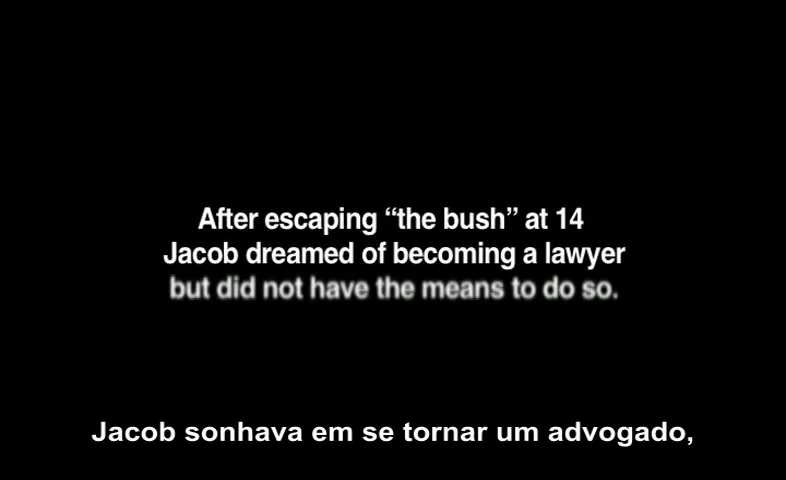 After escaping “the bush” at 14
Jacob dreamed of becoming a lawyer
but did not have the means to do so.
Jacob sonhava em se tornar um advogado,